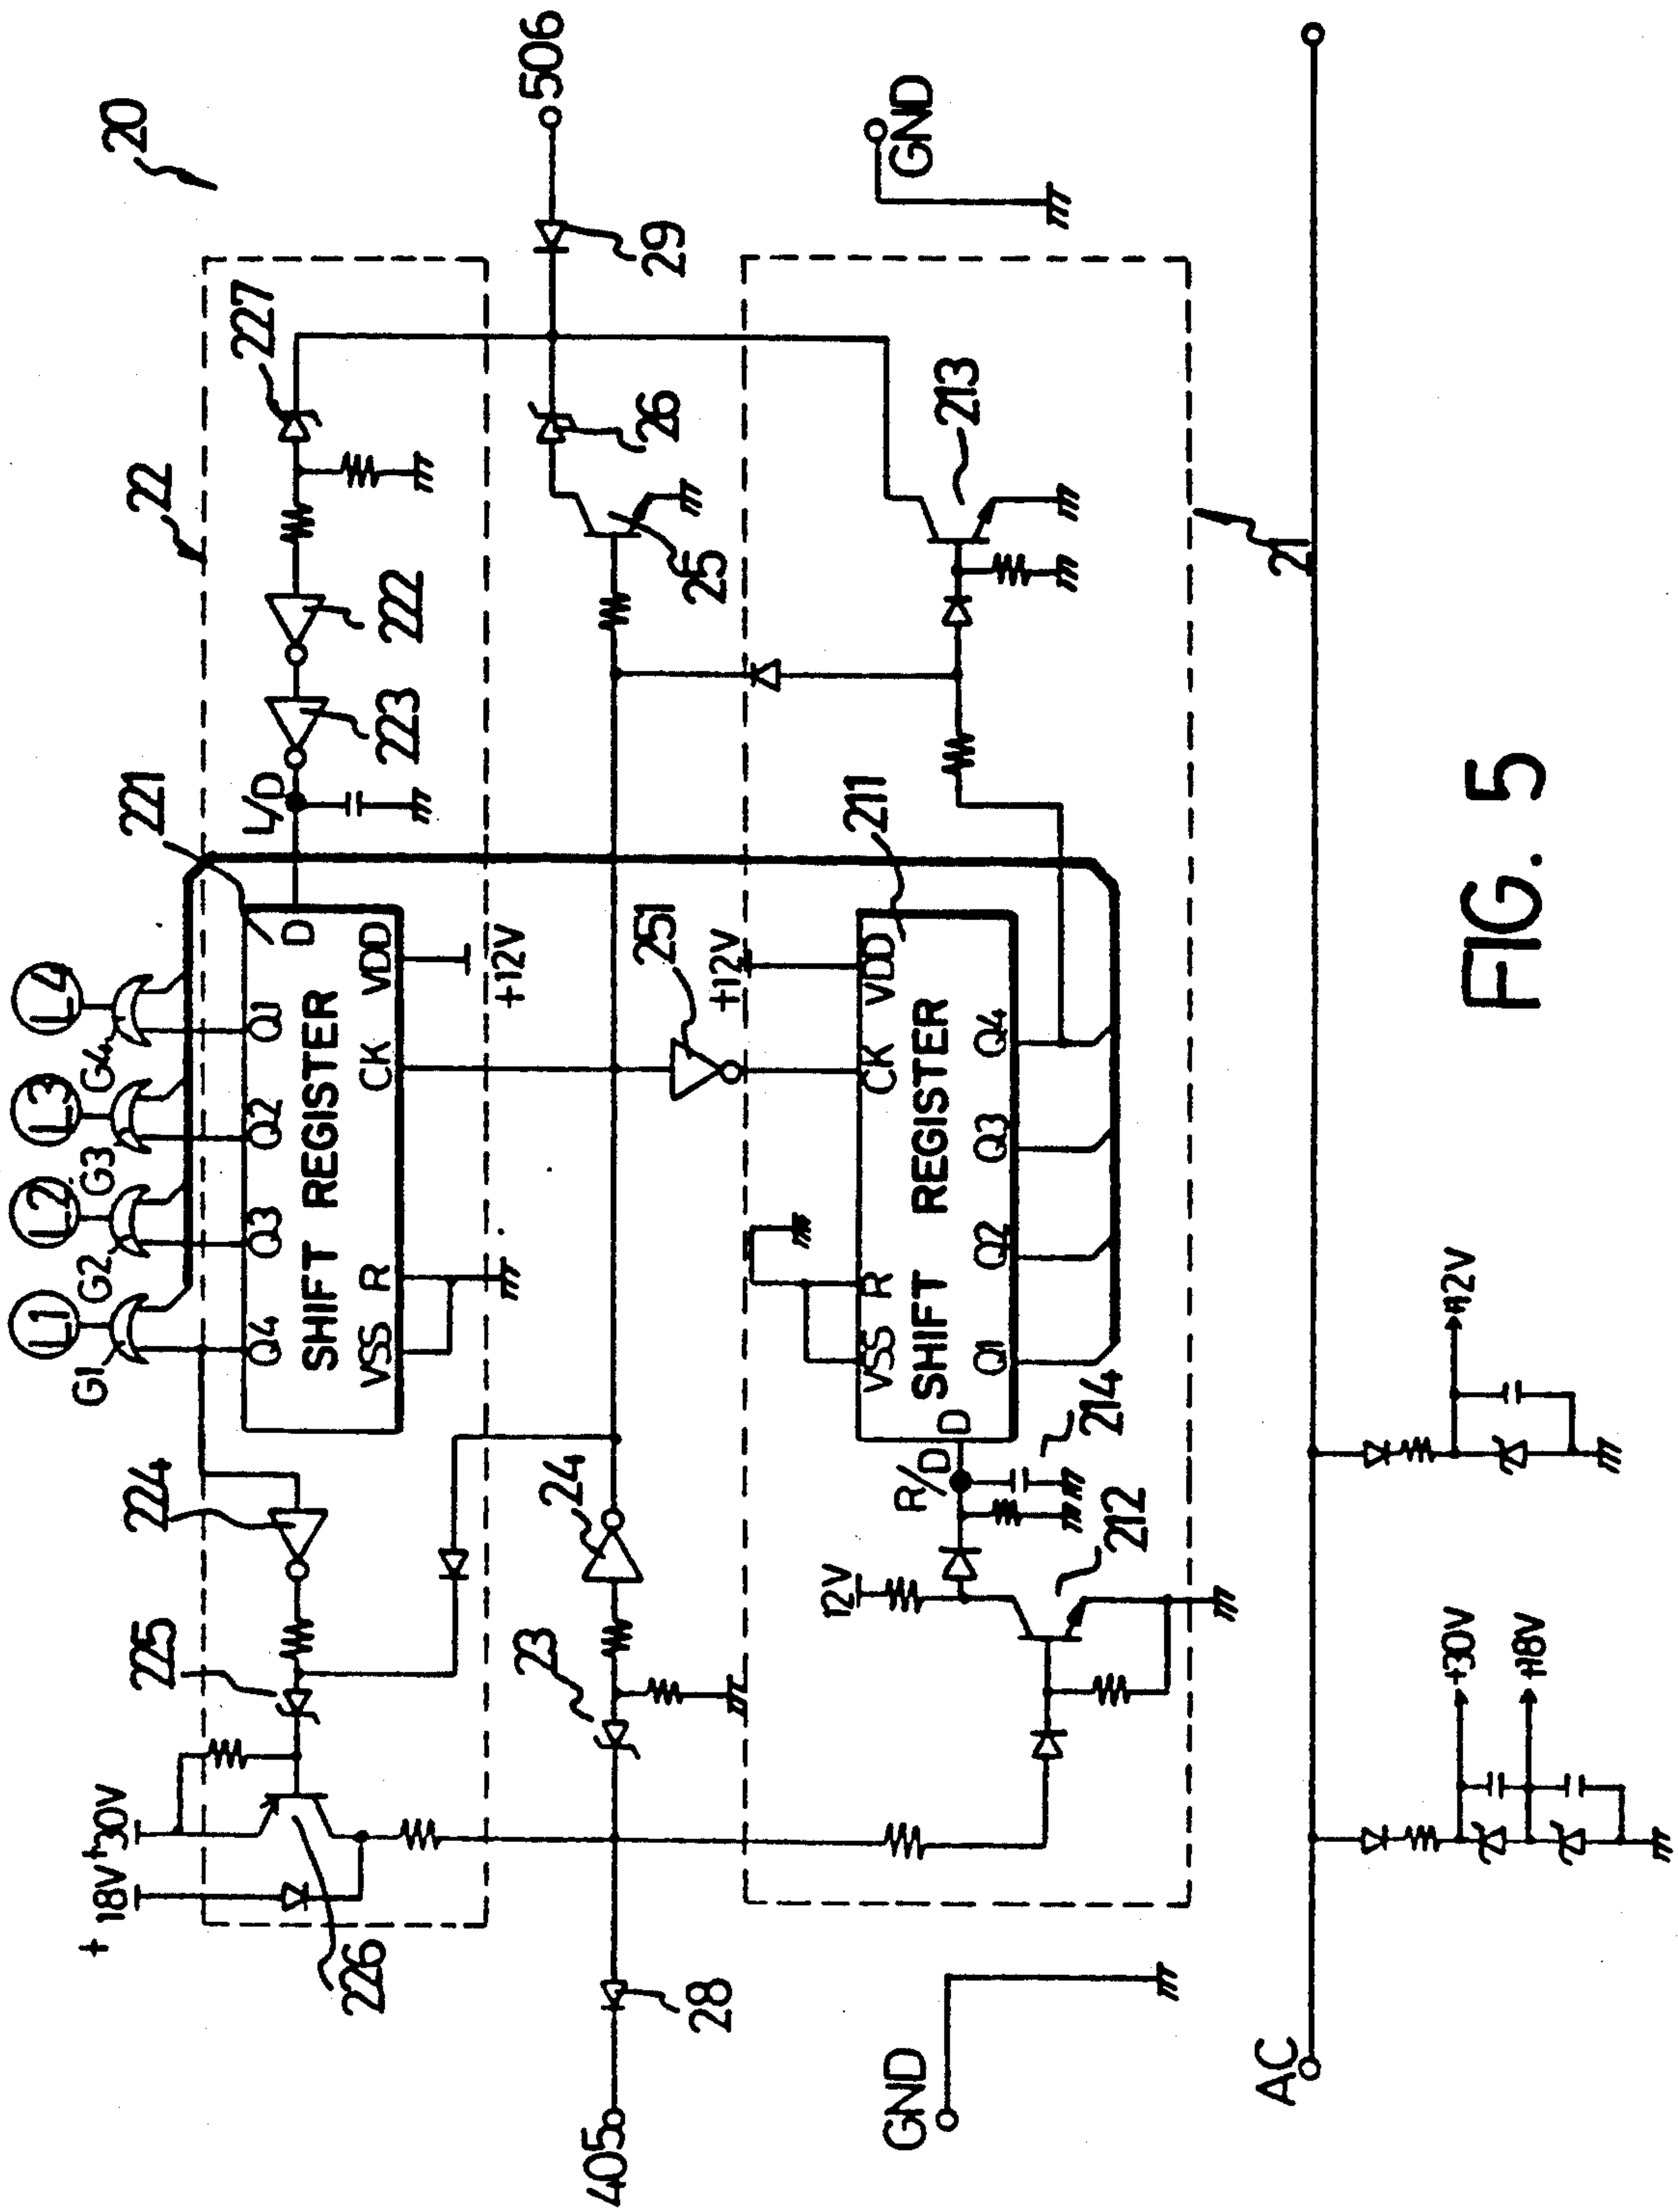 20
22
227
222
223
L/D
221
D
L4
L3
L2
L1
G4
G3
G2
G1
Q1
Q2
Q3
Q4
SHIFT REGISTER
VDD
CK
R
VSS
+12V
224
225
226
+30V
+18V
506
29
26
25
251
24
23
28
405
GND
213
21
211
+12V
VDD
CK
R
VSS
SHIFT REGISTER
Q4
Q3
Q2
Q1
D
R/D
214
212
12V
GND
AC
+12V
+30V
+18V
FIG. 5